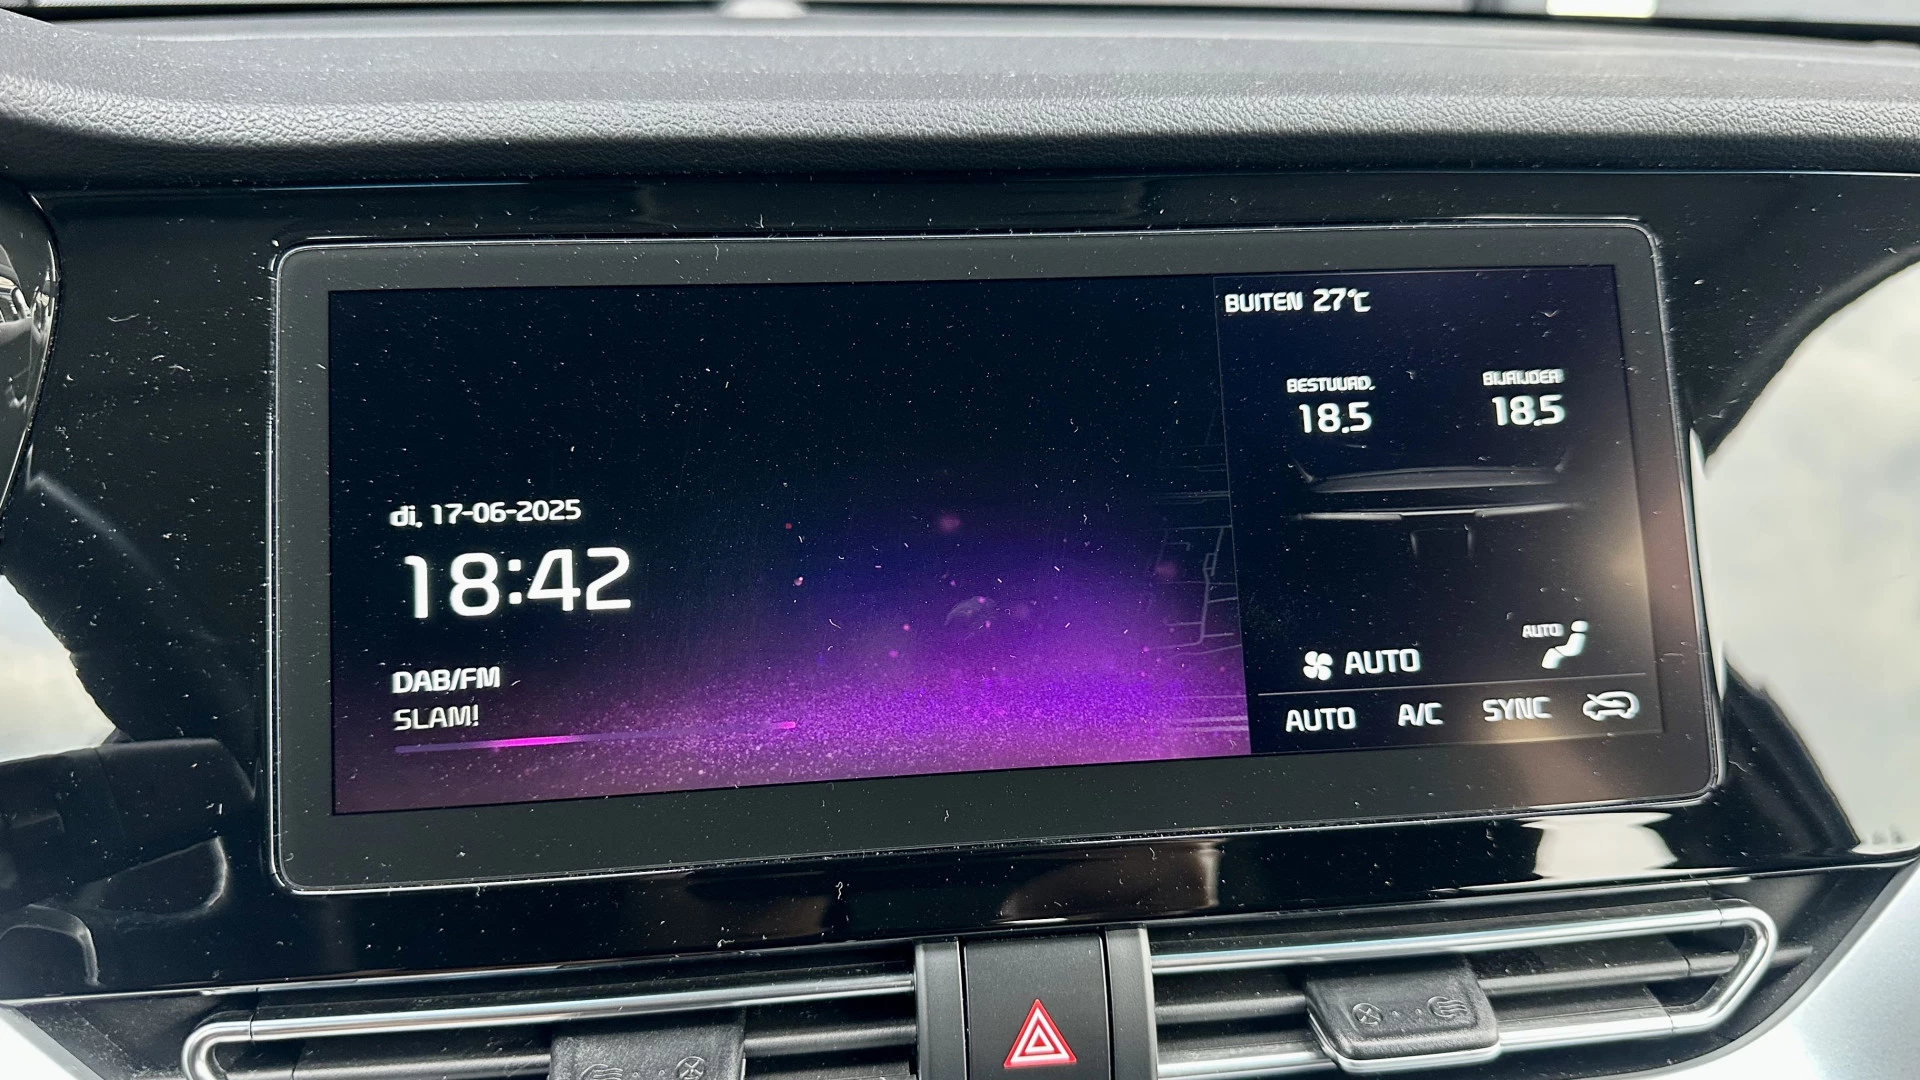 BUITEN 27°C
BESTUURD. BIJRIJDER
18.5 18.5
di, 17-06-2025
18:42
DAB/FM
SLAM!
AUTO
AUTO
AUTO A/C SYNC